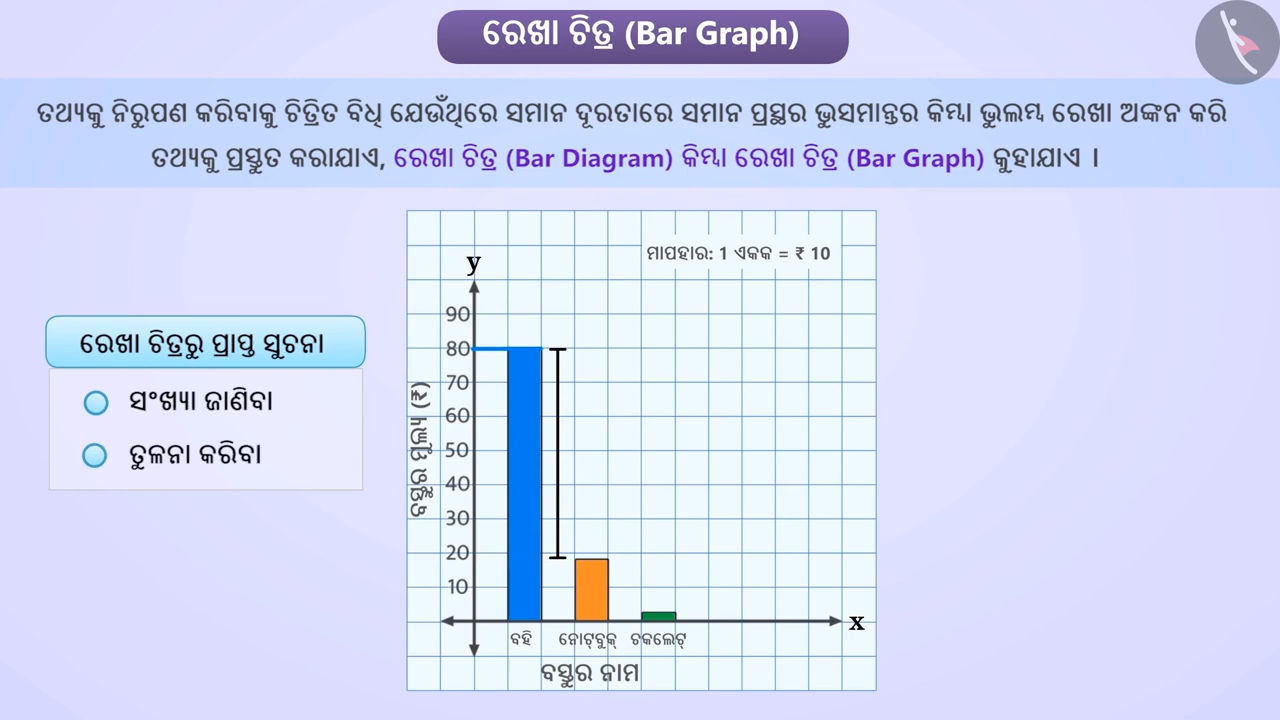 ରେଖା ଚିତ୍ର (Bar Graph)
ତଥ୍ୟକୁ ନିରୁପଣ କରିବାକୁ ଚିତ୍ରିତ ବିଧି ଯେଉଁଥିରେ ସମାନ ଦୂରତାରେ ସମାନ ପ୍ରସ୍ଥର ଭୁସମାନ୍ତର କିମ୍ୱା ଭୁଲମ୍ୱ ରେଖା ଅଙ୍କନ କରି
ତଥ୍ୟକୁ ପ୍ରସ୍ତୁତ କରାଯାଏ, ରେଖା ଚିତ୍ର (Bar Diagram) କିମ୍ୱା ରେଖା ଚିତ୍ର (Bar Graph) କୁହାଯାଏ ।
ରେଖା ଚିତ୍ରରୁ ପ୍ରାପ୍ତ ସୁଚନା
ସଂଖ୍ୟା ଜାଣିବା
ତୁଳନା କରିବା
ମାପହାର: 1 ଏକକ = ₹ 10
y
90
80
70
60
50
40
30
20
10
ବସ୍ତୁର ମୁଲ୍ୟ (₹)
x
ବହି ନୋଟ୍‌ବୁକ୍ ଚକଲେଟ୍
ବସ୍ତୁର ନାମ